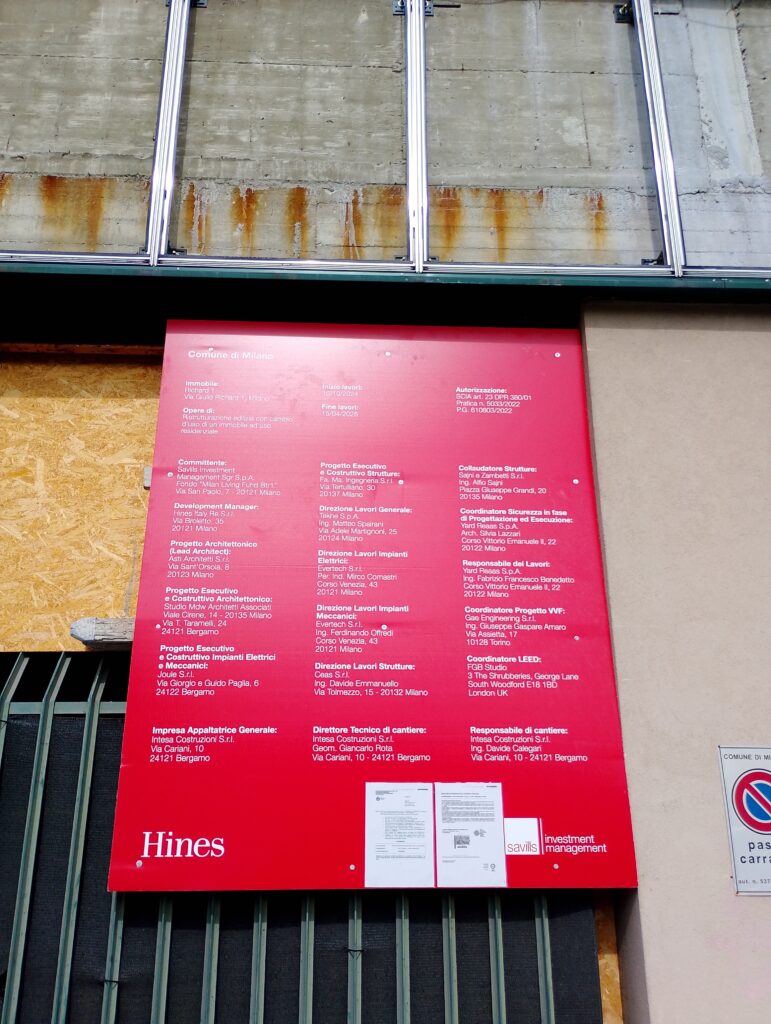 Comune di Milano
Immobile:
Richard 1
Via Giulio Richard 1, Milano
Opere di:
Ristrutturazione edilizia con cambio
d'uso di un immobile ad uso
residenziale
Inizio lavori:
10/10/2024
Fine lavori:
15/04/2026
Autorizzazione:
SCIA art. 23 DPR 380/01
Pratica n. 5033/2022
P.G. 610803/2022
Committente:
Savills Investment
Management Sgr S.p.A.
Fondo "Milan Living Fund Btr1"
Via San Paolo, 7 - 20121 Milano
Development Manager:
Hines Italy Re S.r.l.
Via Broletto, 35
20121 Milano
Progetto Architettonico
(Lead Architect):
Asti Architetti S.r.l.
Via Sant'Orsola, 8
20123 Milano
Progetto Esecutivo
e Costruttivo Architettonico:
Studio Mdw Architetti Associati
Viale Cirene, 14 - 20135 Milano
Via T. Taramelli, 24
24121 Bergamo
Progetto Esecutivo
e Costruttivo Impianti Elettrici
e Meccanici:
Joule S.r.l.
Via Giorgio e Guido Paglia, 6
24122 Bergamo
Progetto Esecutivo
e Costruttivo Strutture:
Fa. Ma. Ingegneria S.r.l.
Via Tertulliano, 30
20137 Milano
Direzione Lavori Generale:
Tekne S.p.A.
Ing. Matteo Spairani
Via Adele Martignoni, 25
20124 Milano
Direzione Lavori Impianti
Elettrici:
Evertech S.r.l.
Per. Ind. Mirco Comastri
Corso Venezia, 43
20121 Milano
Direzione Lavori Impianti
Meccanici:
Evertech S.r.l.
Ing. Ferdinando Offredi
Corso Venezia, 43
20121 Milano
Direzione Lavori Strutture:
Ceas S.r.l.
Ing. Davide Emmanuello
Via Tolmezzo, 15 - 20132 Milano
Collaudatore Strutture:
Sajni e Zambetti S.r.l.
Ing. Alfio Sajni
Piazza Giuseppe Grandi, 20
20135 Milano
Coordinatore Sicurezza in fase
di Progettazione ed Esecuzione:
Yard Reaas S.p.A.
Arch. Silvia Lazzari
Corso Vittorio Emanuele II, 22
20122 Milano
Responsabile dei Lavori:
Yard Reaas S.p.A.
Ing. Fabrizio Francesco Benedetto
Corso Vittorio Emanuele II, 22
20122 Milano
Coordinatore Progetto VVF:
Gae Engineering S.r.l.
Ing. Giuseppe Gaspare Amaro
Via Assietta, 17
10128 Torino
Coordinatore LEED:
FGB Studio
3 The Shrubberies, George Lane
South Woodford E18 1BD
London UK
Impresa Appaltatrice Generale:
Intesa Costruzioni S.r.l.
Via Cariani, 10
24121 Bergamo
Direttore Tecnico di cantiere:
Intesa Costruzioni S.r.l.
Geom. Giancarlo Rota
Via Cariani, 10 - 24121 Bergamo
Responsabile di cantiere:
Intesa Costruzioni S.r.l.
Ing. Davide Calegari
Via Cariani, 10 - 24121 Bergamo
Hines
savills investment
management
COMUNE DI MI
pas
carra
aut. n. 537